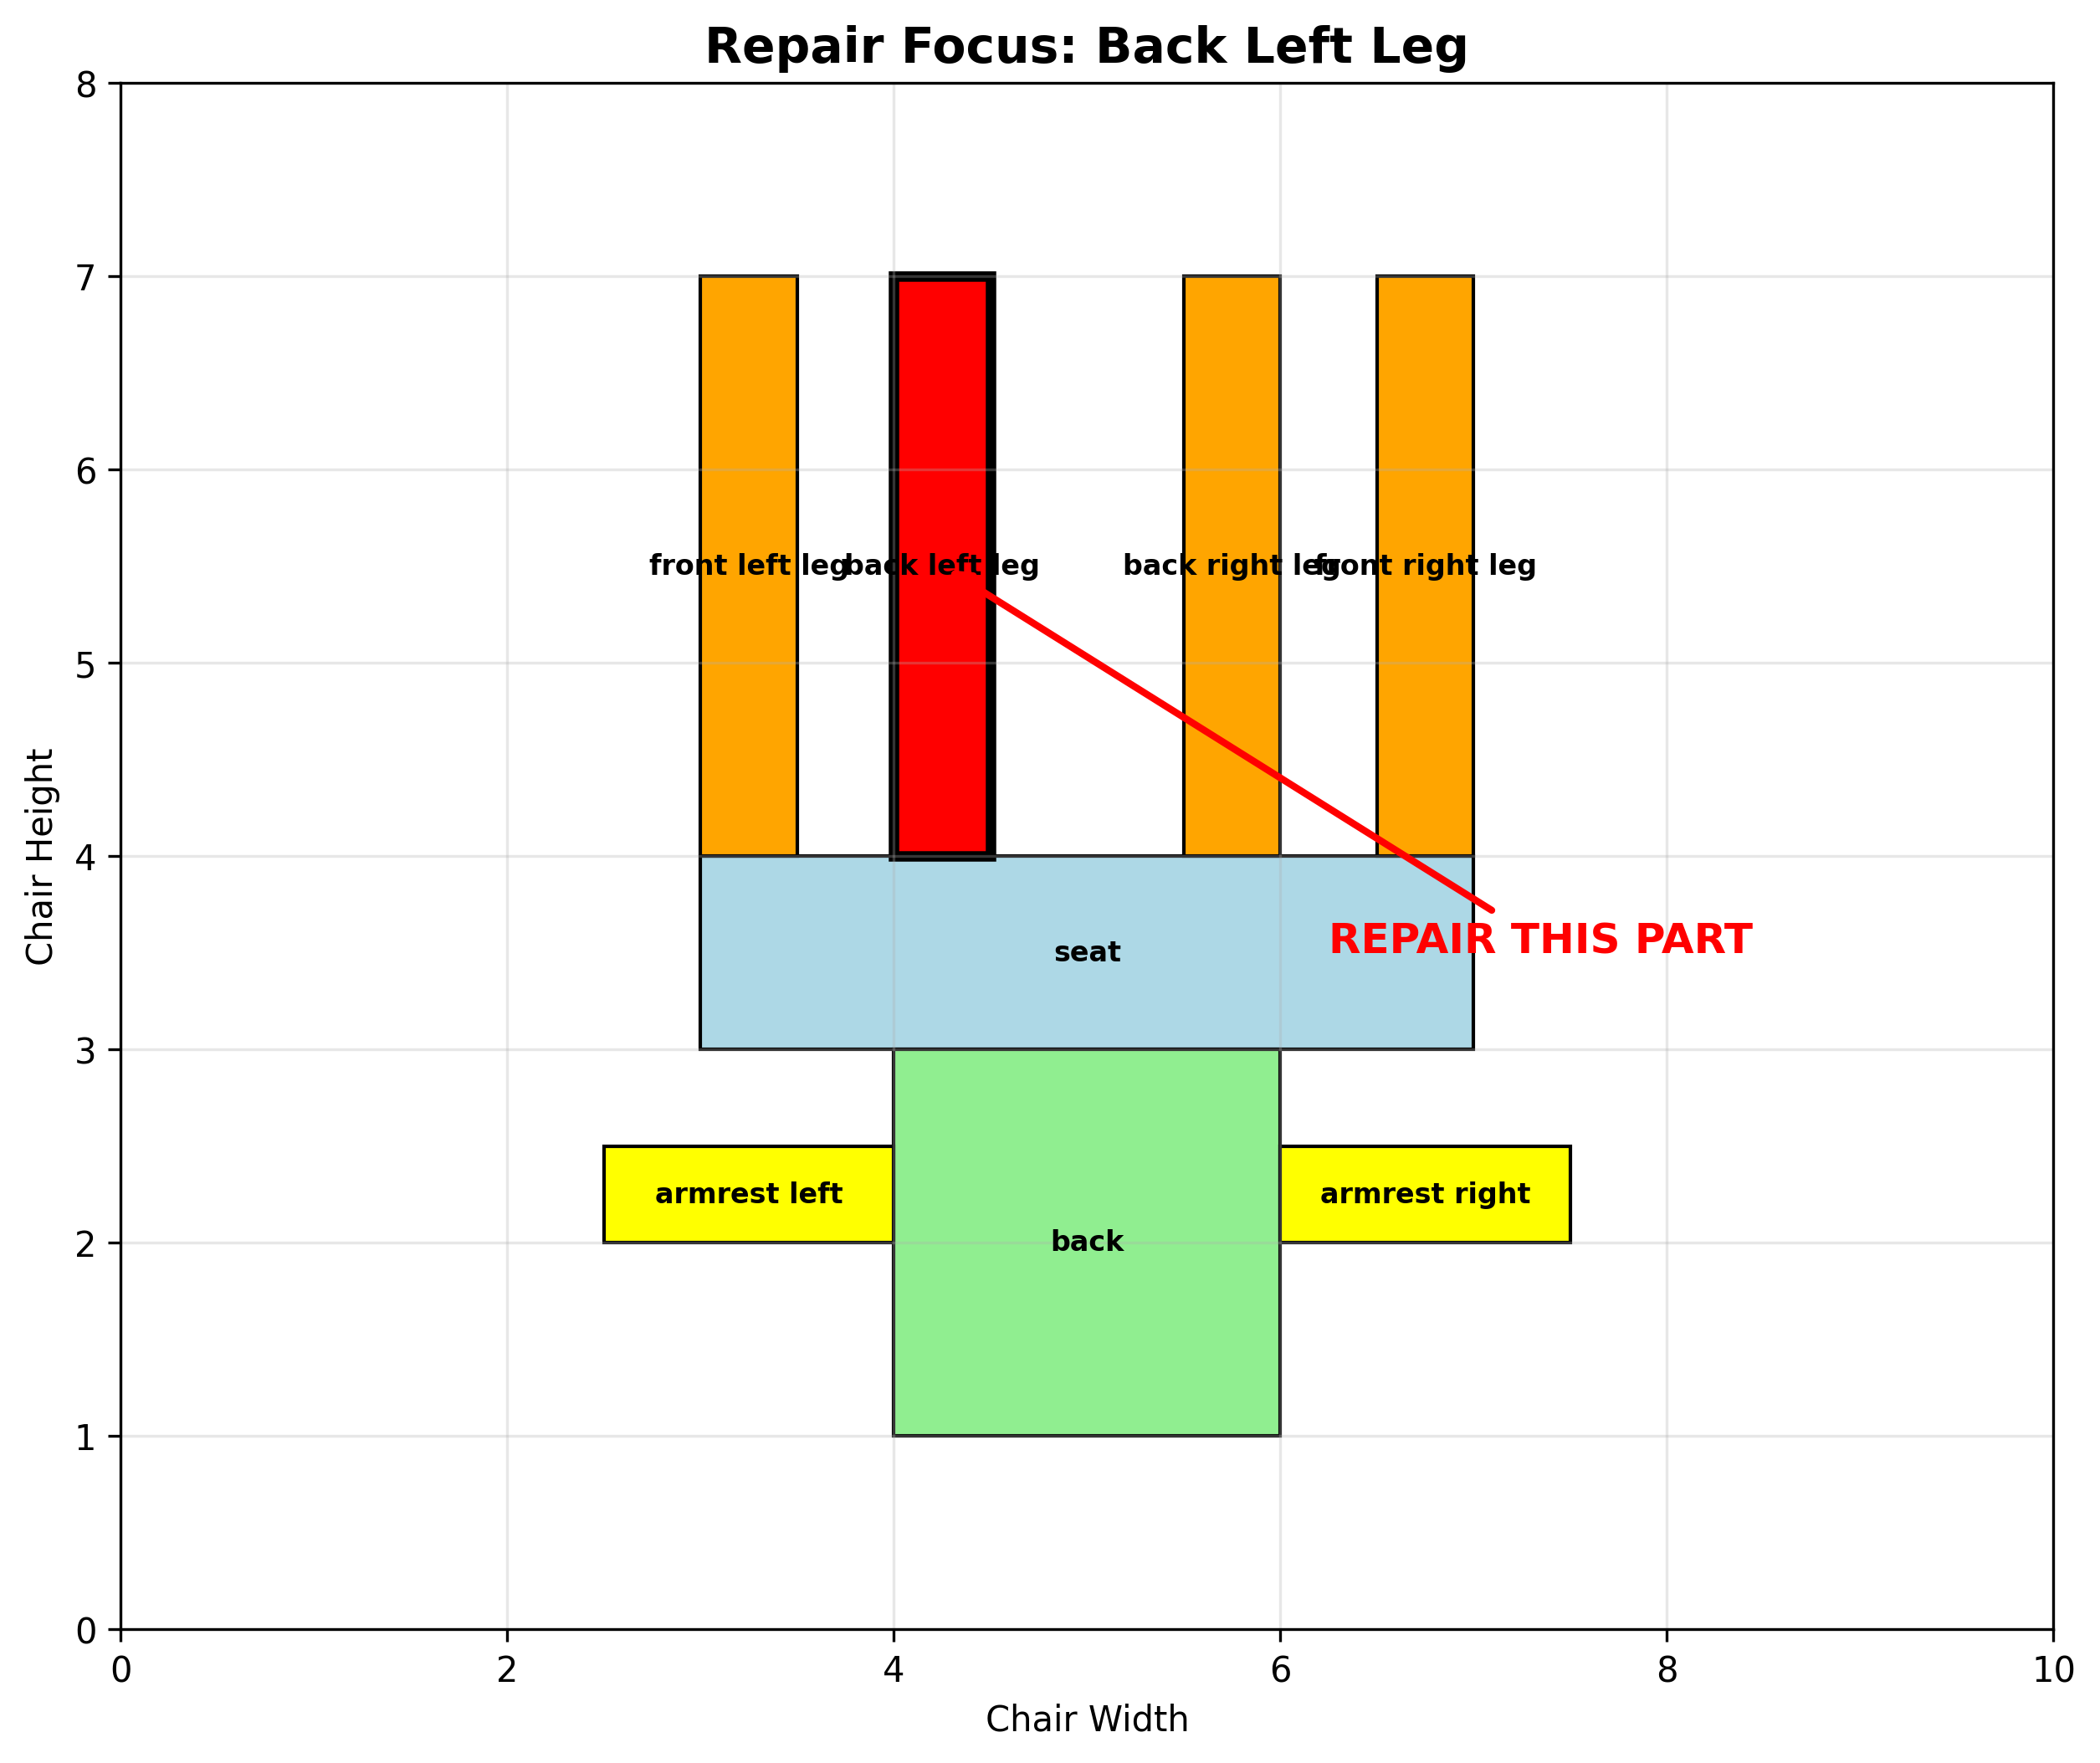 Repair Focus: Back Left Leg
8
7
6
front left leg
back left leg
back right leg
front right leg
5
4
REPAIR THIS PART
seat
3
armrest left
armrest right
back
2
1
0
0 2 4 6 8 10
Chair Width
Chair Height